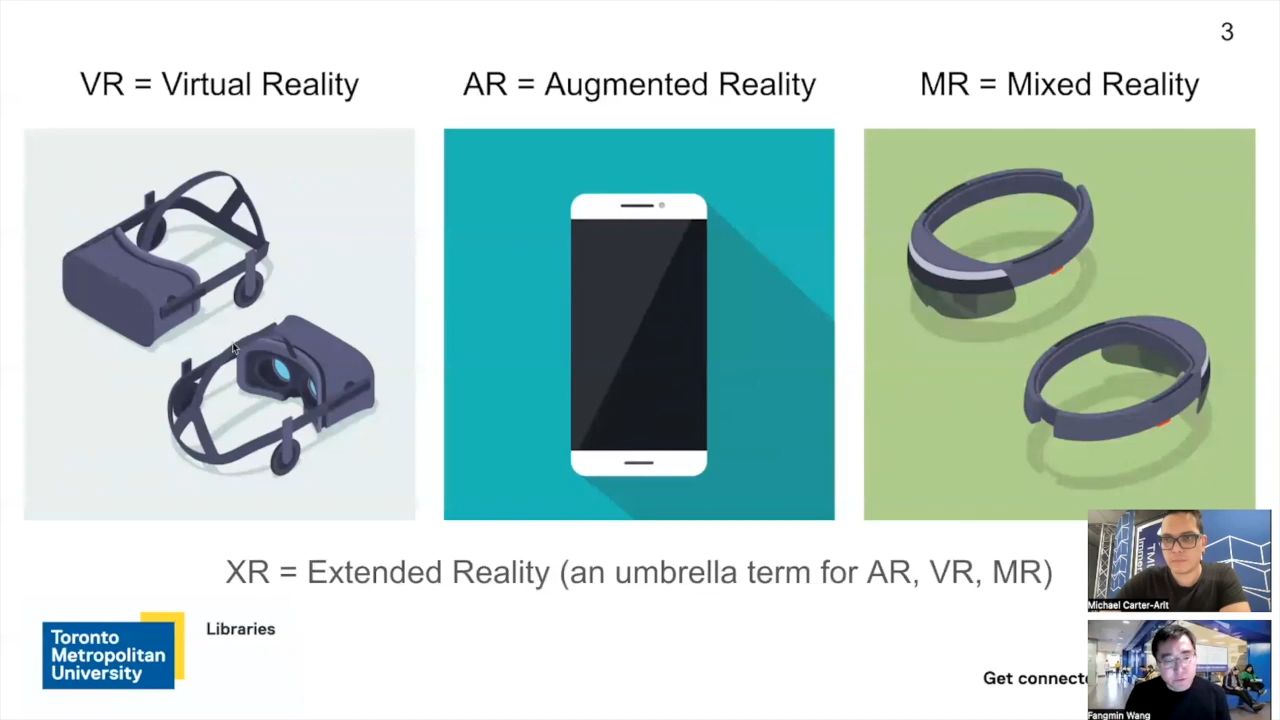 3
VR = Virtual Reality
AR = Augmented Reality
MR = Mixed Reality
XR = Extended Reality (an umbrella term for AR, VR, MR)
Toronto
Metropolitan
University
Libraries
Get connecte
Michael Carter-Arlt
Fangmin Wang